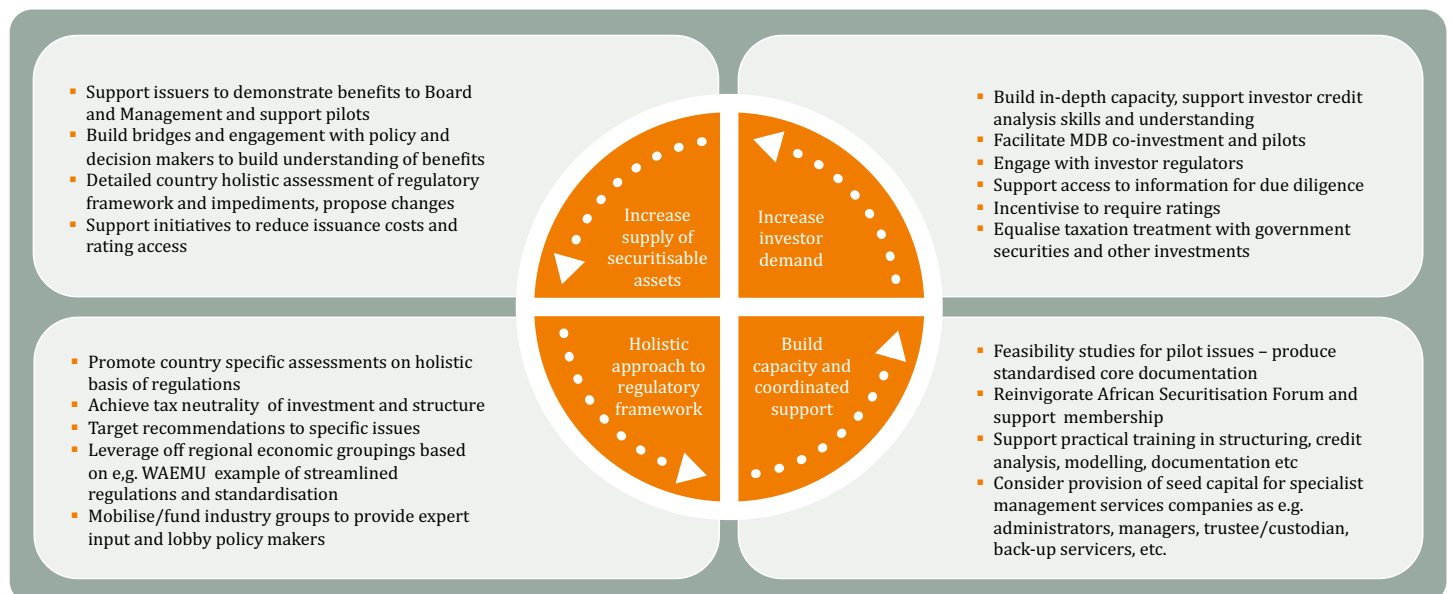 ▪ Support issuers to demonstrate benefits to Board
and Management and support pilots
▪ Build bridges and engagement with policy and
decision makers to build understanding of benefits
▪ Detailed country holistic assessment of regulatory
framework and impediments, propose changes
▪ Support initiatives to reduce issuance costs and
rating access
▪ Build in-depth capacity, support investor credit
analysis skills and understanding
▪ Facilitate MDB co-investment and pilots
▪ Engage with investor regulators
▪ Support access to information for due diligence
▪ Incentivise to require ratings
▪ Equalise taxation treatment with government
securities and other investments
Increase
supply of
securitisable
assets
Increase
investor
demand
Holistic
approach to
regulatory
framework
Build
capacity and
coordinated
support
▪ Promote country specific assessments on holistic
basis of regulations
▪ Achieve tax neutrality of investment and structure
▪ Target recommendations to specific issues
▪ Leverage off regional economic groupings based
on e,g. WAEMU example of streamlined
regulations and standardisation
▪ Mobilise/fund industry groups to provide expert
input and lobby policy makers
▪ Feasibility studies for pilot issues – produce
standardised core documentation
▪ Reinvigorate African Securitisation Forum and
support membership
▪ Support practical training in structuring, credit
analysis, modelling, documentation etc
▪ Consider provision of seed capital for specialist
management services companies as e.g.
administrators, managers, trustee/custodian,
back-up servicers, etc.